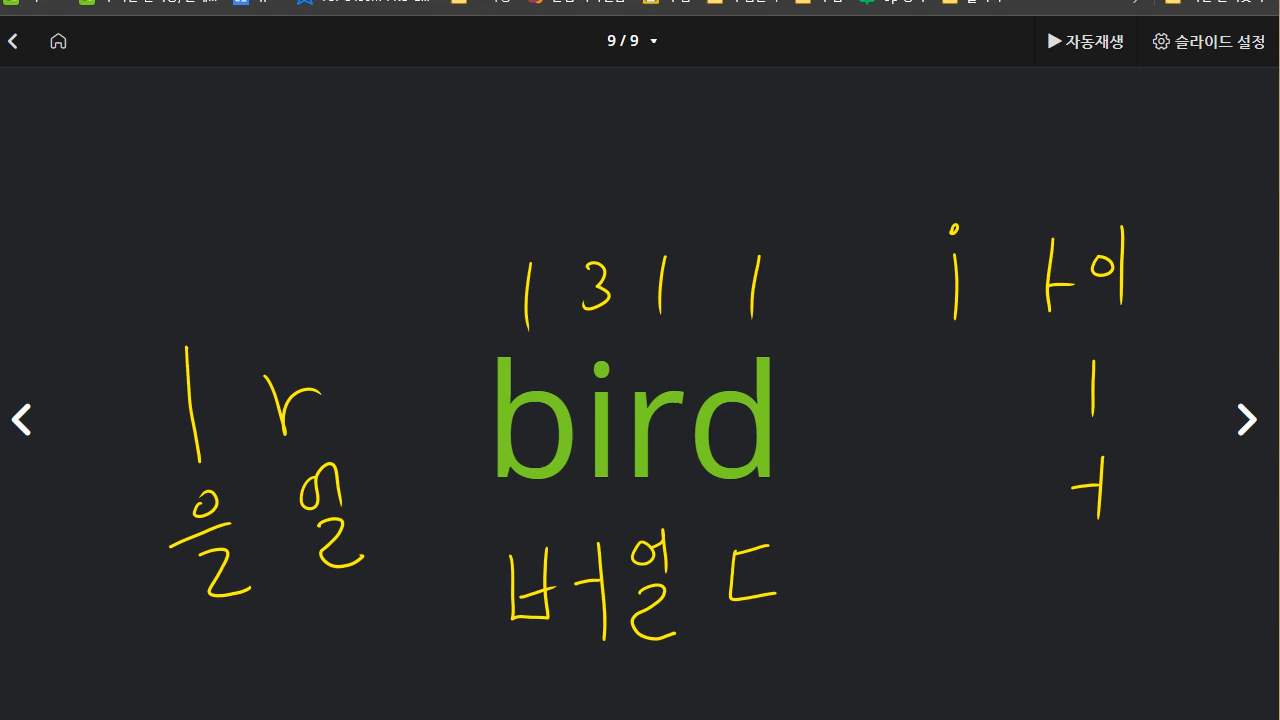 9 / 9
자동재생
슬라이드 설정
1 3 1 1
i ㅏ이
l r
bird
ㅣ
ㅓ
을 얼
버얼ㄷ